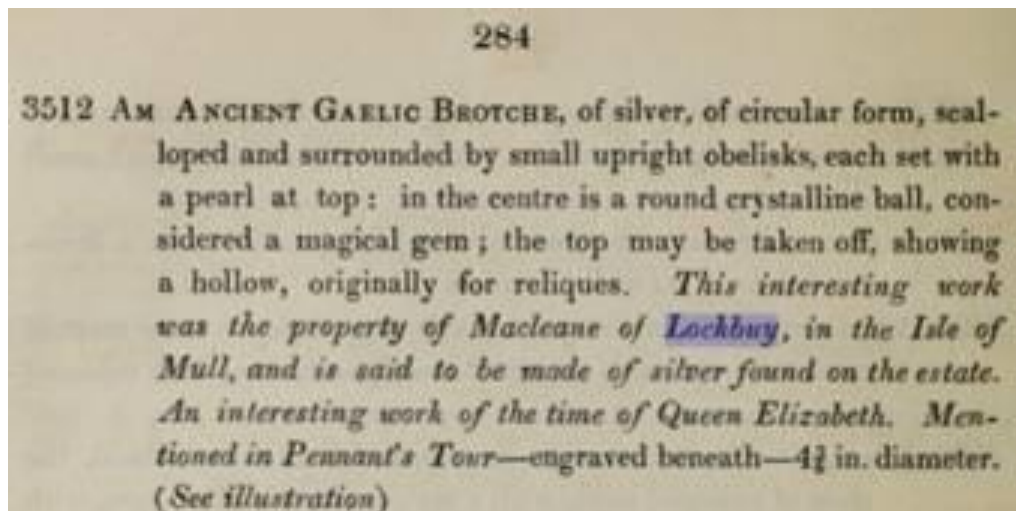 284
3512 AM ANCIENT GAELIC BROTCHE, of silver, of circular form, scal-
loped and surrounded by small upright obelisks, each set with
a pearl at top: in the centre is a round crystalline ball, con-
sidered a magical gem; the top may be taken off, showing
a hollow, originally for reliques. This interesting work
was the property of Macleane of Lockbuy, in the Isle of
Mull, and is said to be made of silver found on the estate.
An interesting work of the time of Queen Elizabeth. Men-
tioned in Pennant's Tour—engraved beneath—4¾ in. diameter.
(See illustration)